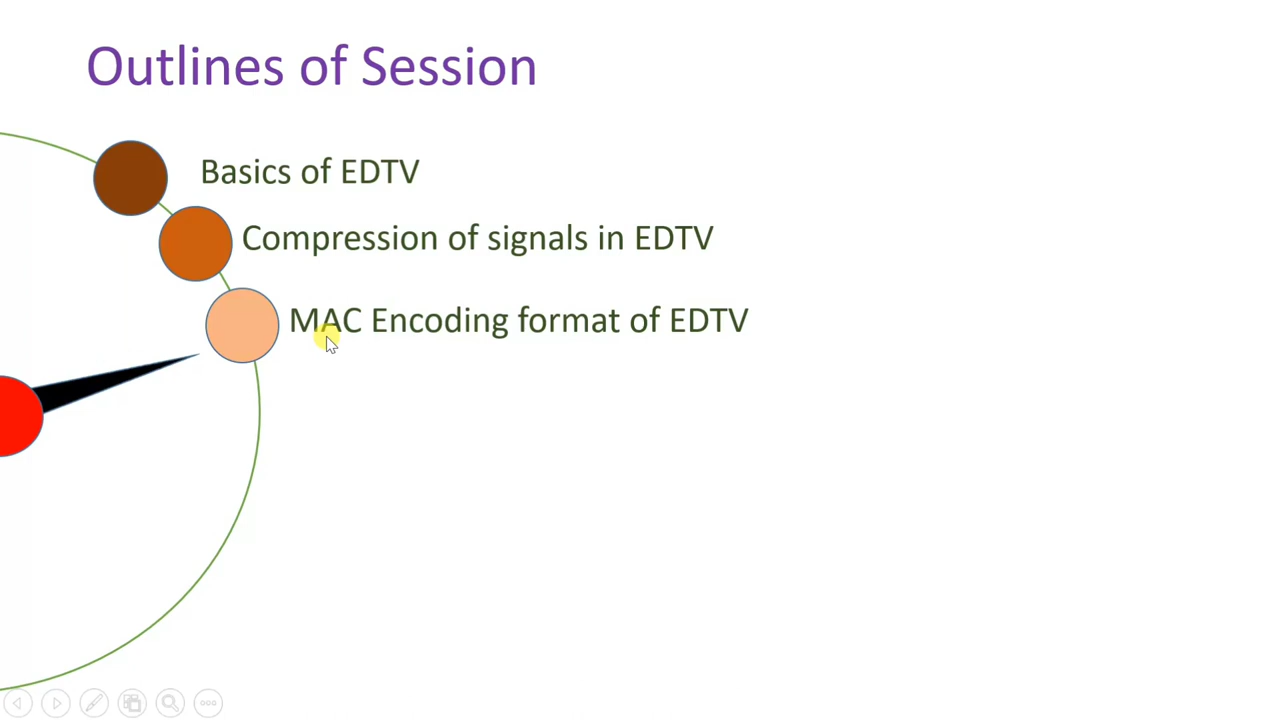 Outlines of Session
Basics of EDTV
Compression of signals in EDTV
MAC Encoding format of EDTV